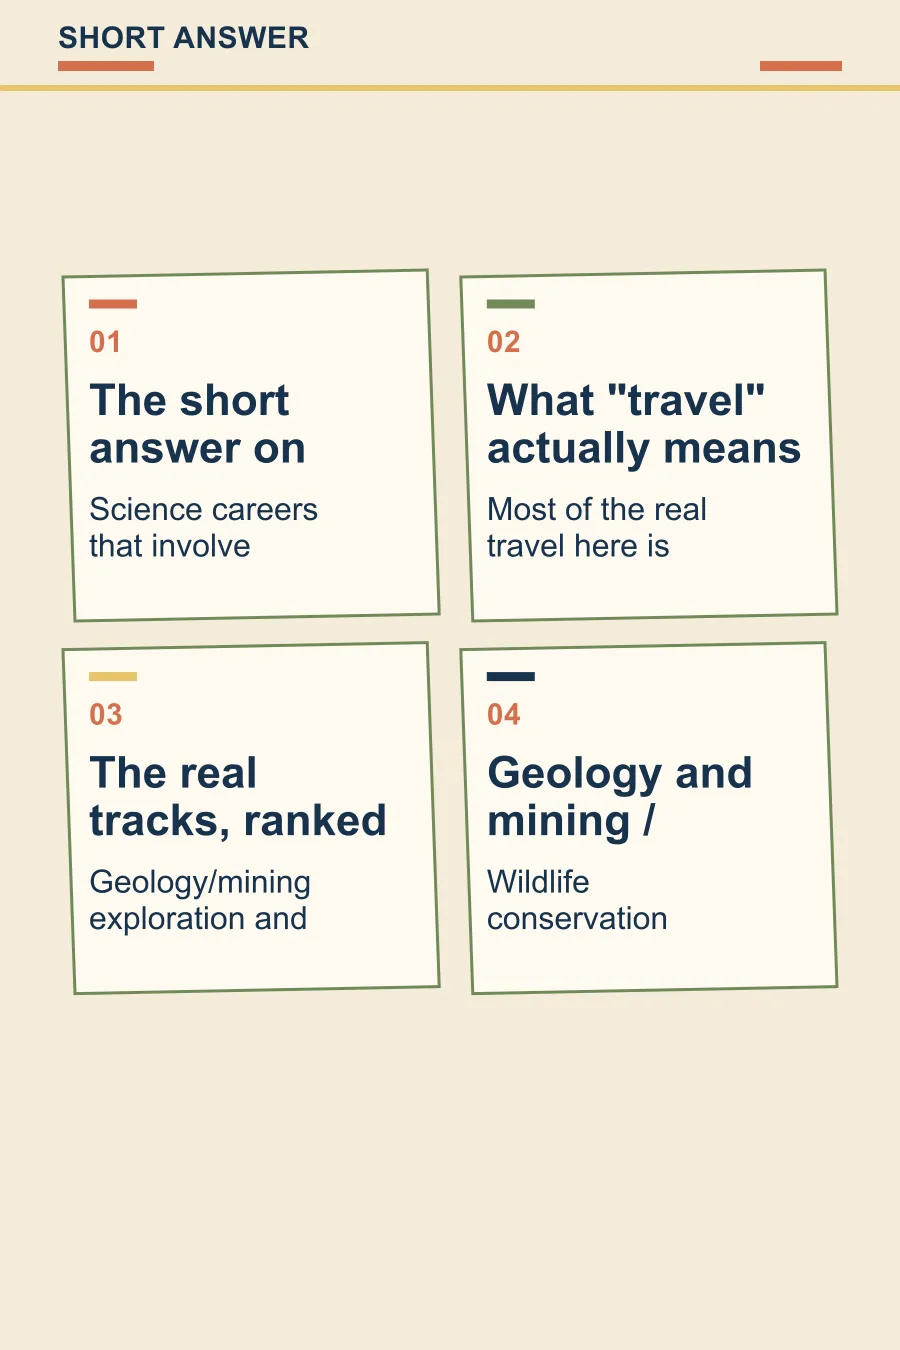 SHORT ANSWER
01
The short
answer on
Science careers
that involve
02
What "travel"
actually means
Most of the real
travel here is
03
The real
tracks, ranked
Geology/mining
exploration and
04
Geology and
mining /
Wildlife
conservation